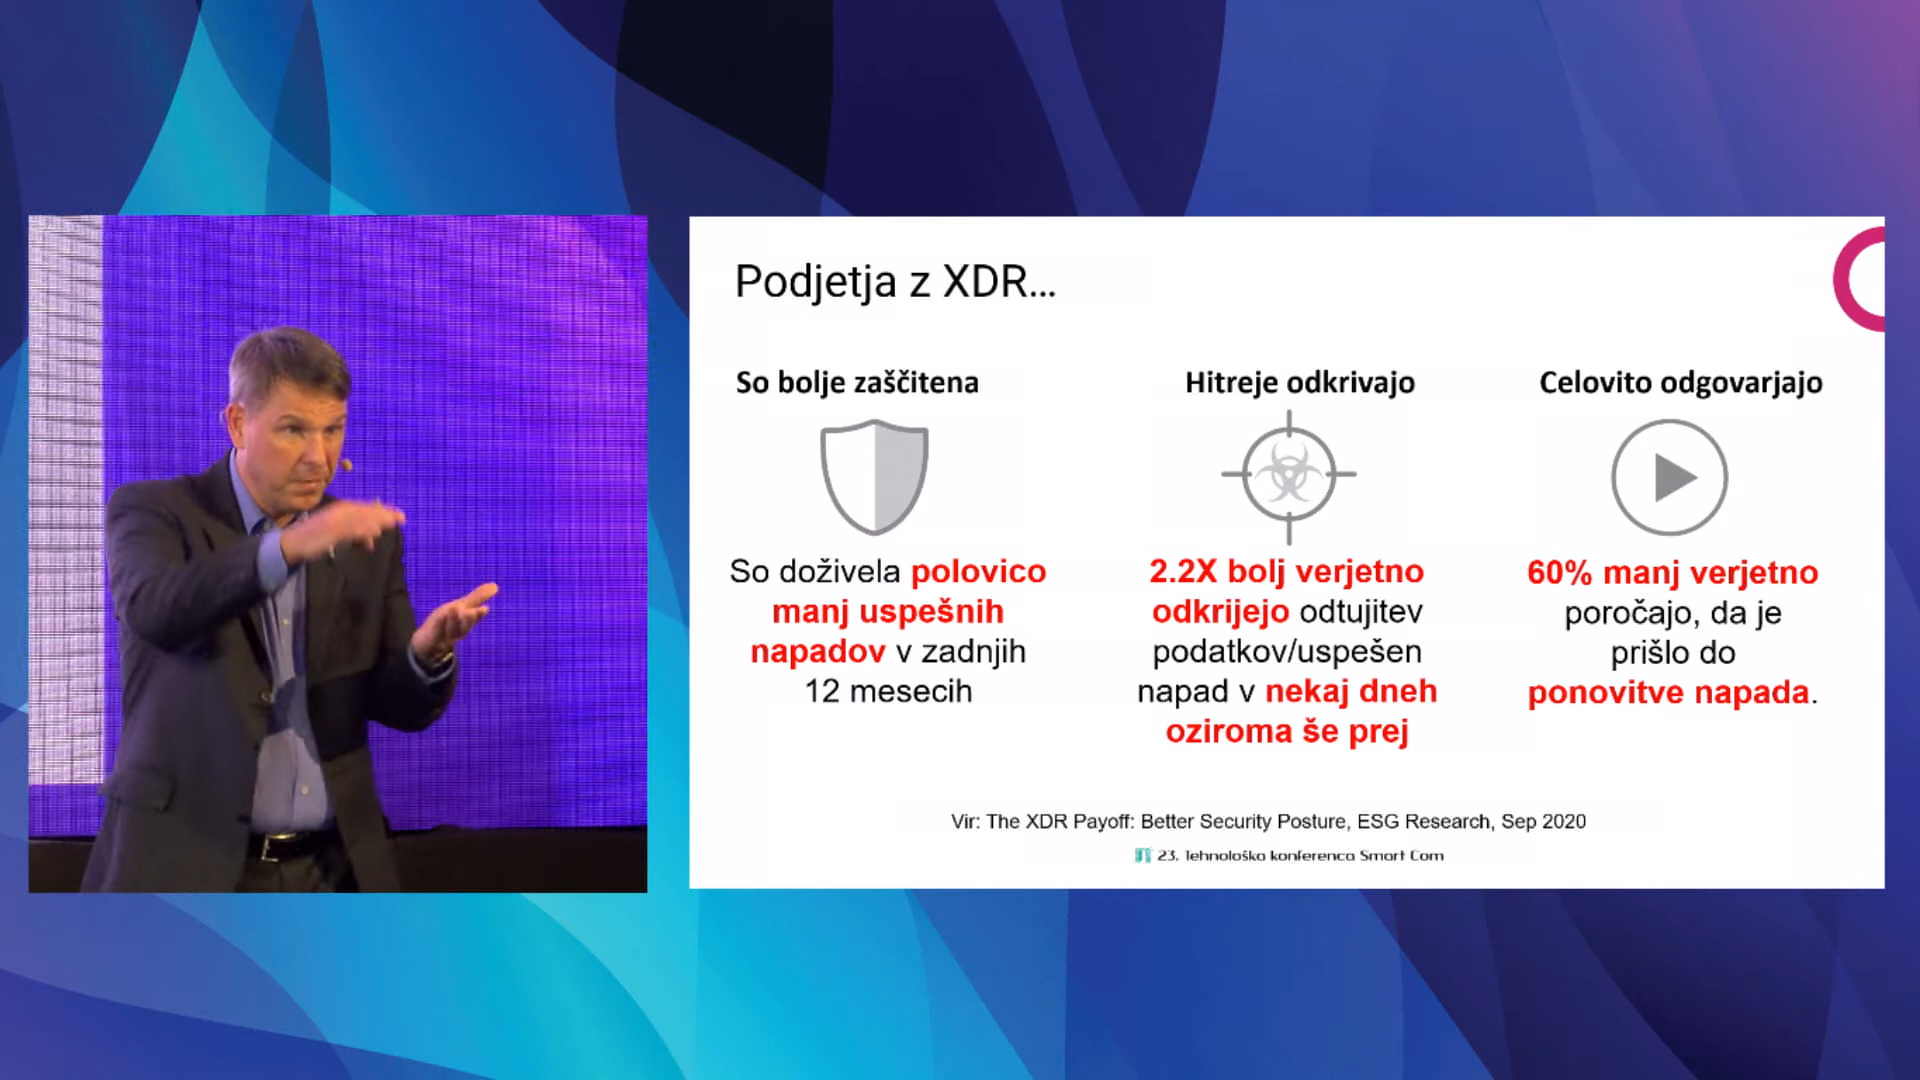 Podjetja z XDR...
So bolje zaščitena
Hitreje odkrivajo
Celovito odgovarjajo
So doživela polovico
manj uspešnih
napadov v zadnjih
12 mesecih
2.2X bolj verjetno
odkrijejo odtujitev
podatkov/uspešen
napad v nekaj dneh
oziroma še prej
60% manj verjetno
poročajo, da je
prišlo do
ponovitve napada.
Vir: The XDR Payoff: Better Security Posture, ESG Research, Sep 2020
23. Tehnološka konferenca Smart Com